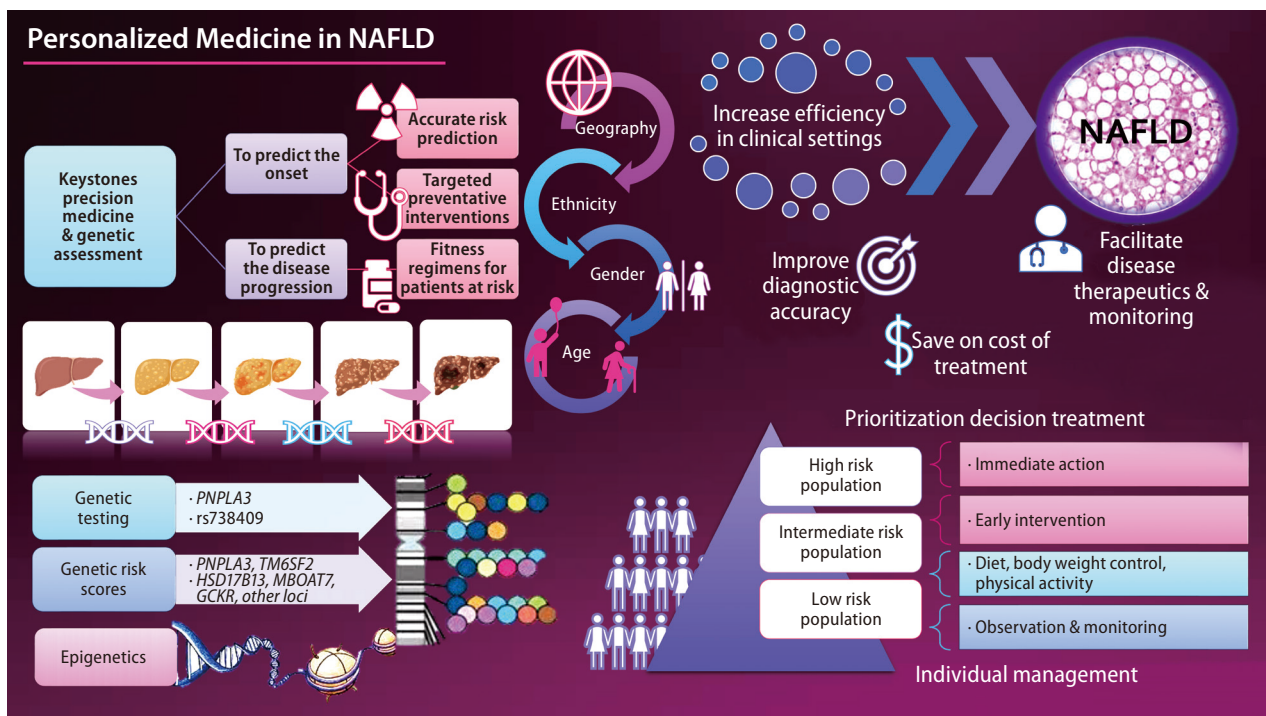 Personalized Medicine in NAFLD
Keystones
precision
medicine
& genetic
assessment
To predict the
onset
To predict
the disease
progression
Accurate risk
prediction
Targeted
preventative
interventions
Fitness
regimens for
patients at risk
Geography
Ethnicity
Gender
Age
Increase efficiency
in clinical settings
NAFLD
Improve
diagnostic
accuracy
Facilitate
disease
therapeutics &
monitoring
$
Save on cost of
treatment
Genetic
testing
· PNPLA3
· rs738409
Genetic risk
scores
· PNPLA3, TM6SF2
· HSD17B13, MBOAT7,
GCKR, other loci
Epigenetics
Prioritization decision treatment
High risk
population
· Immediate action
Intermediate risk
population
· Early intervention
· Diet, body weight control,
physical activity
Low risk
population
· Observation & monitoring
Individual management